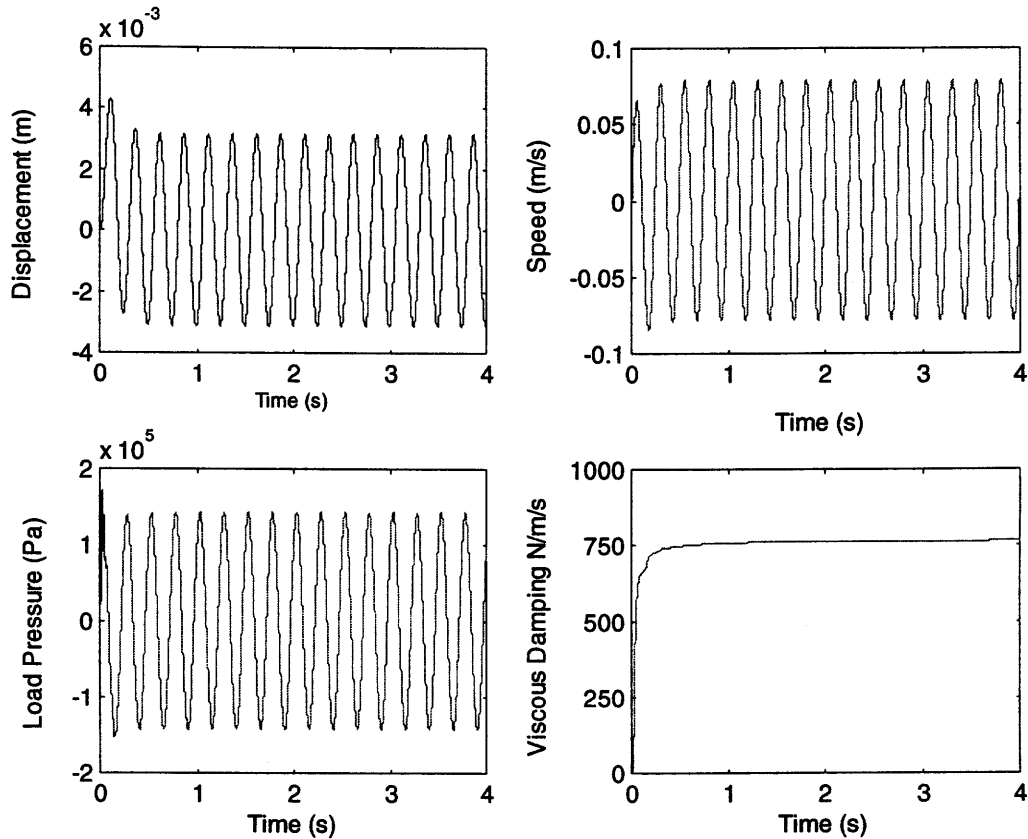 x 10⁻³
6
4
2
0
-2
-4
Displacement (m)
0 1 2 3 4
Time (s)
0.1
0.05
0
-0.05
-0.1
Speed (m/s)
0 1 2 3 4
Time (s)
x 10⁵
2
1
0
-1
-2
Load Pressure (Pa)
0 1 2 3 4
Time (s)
1000
750
500
250
0
Viscous Damping N/m/s
0 1 2 3 4
Time (s)